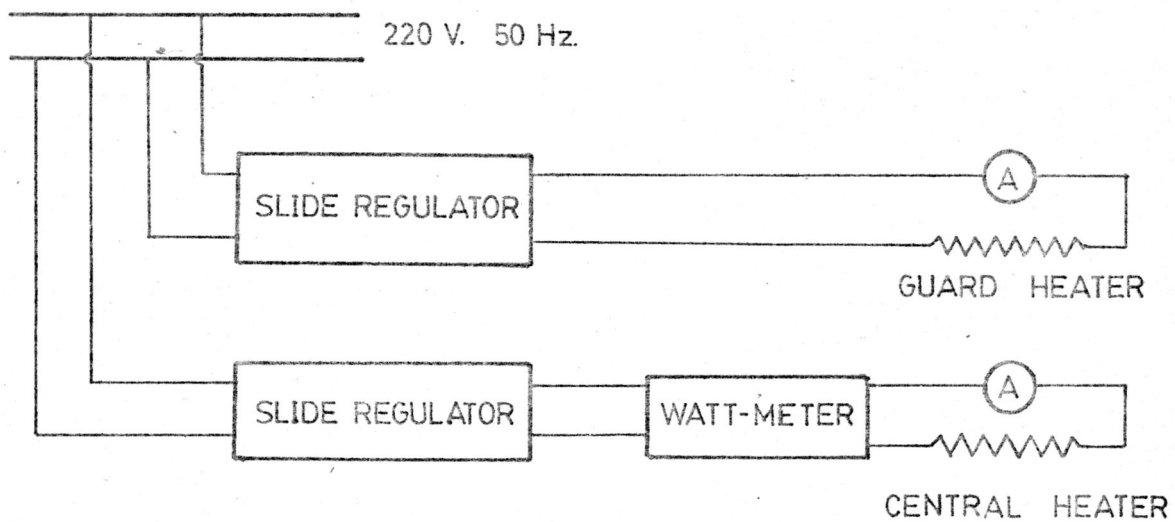 220 V. 50 Hz.
A
SLIDE REGULATOR
GUARD HEATER
A
SLIDE REGULATOR
WATT-METER
CENTRAL HEATER